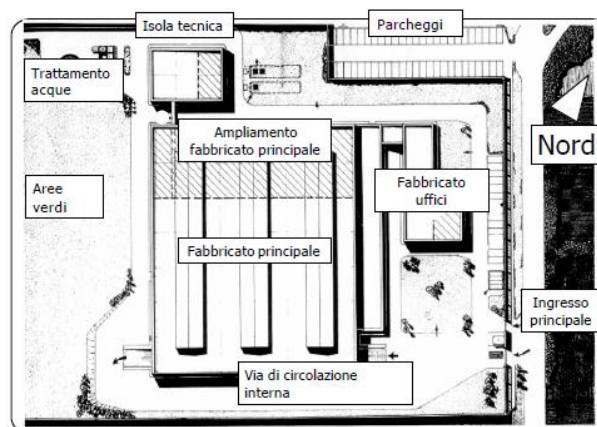 Isola tecnica
Parcheggi
Trattamento
acque
Nord
Ampliamento
fabbricato principale
Aree
verdi
Fabbricato
uffici
Fabbricato principale
Ingresso
principale
Via di circolazione
interna